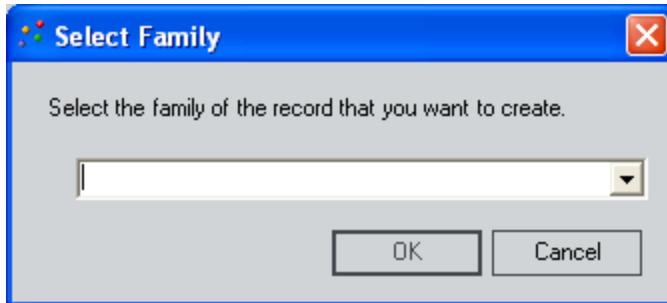 Select Family
Select the family of the record that you want to create.
OK
Cancel